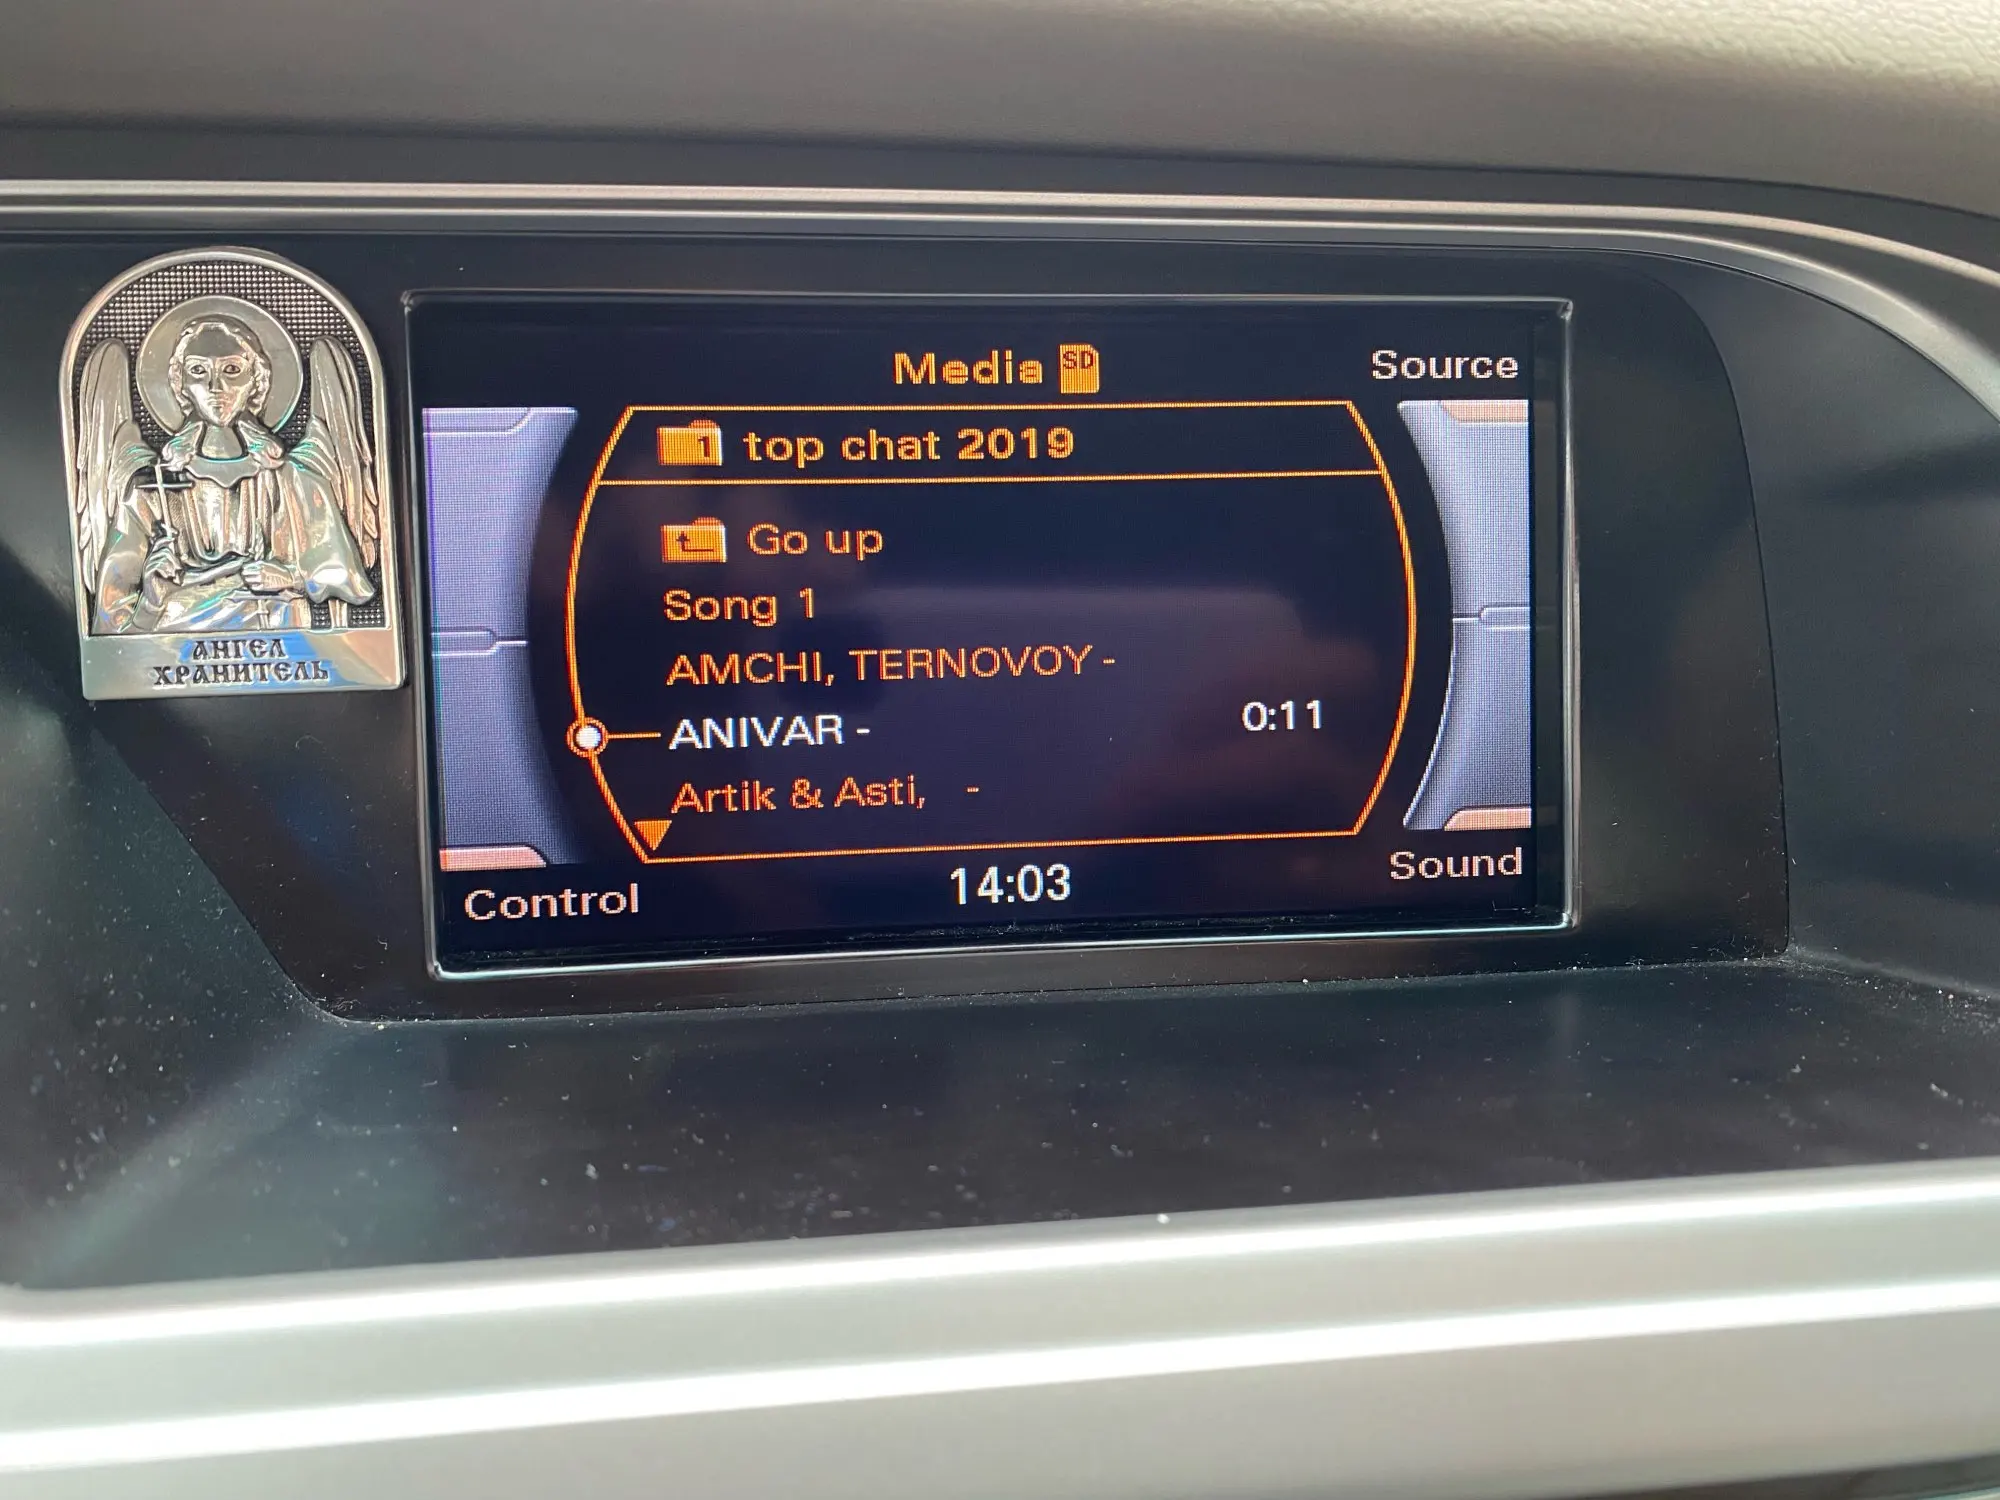 Media SD
Source
1 top chat 2019
Go up
Song 1
AMCHI, TERNOVOY -
ANIVAR - 0:11
Artik & Asti, -
Control
14:03
Sound
АНГЕЛ
ХРАНИТЕЛЬ